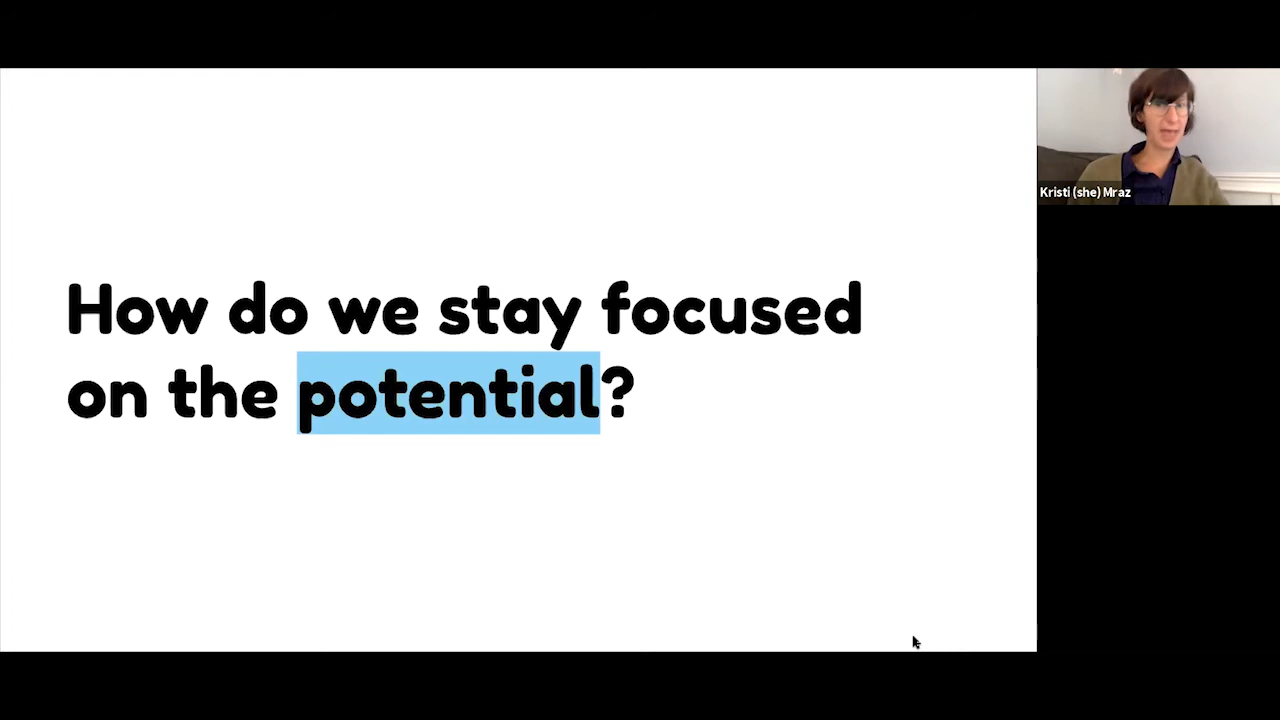 How do we stay focused
on the potential?
Kristi (she) Mraz